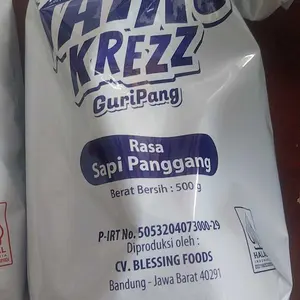 KREZZ
GuriPang
Rasa
Sapi Panggang
Berat Bersih : 500 g
P-IRT No. 5053204073000-29
Diproduksi oleh :
CV. BLESSING FOODS
Bandung - Jawa Barat 40291
HALAL